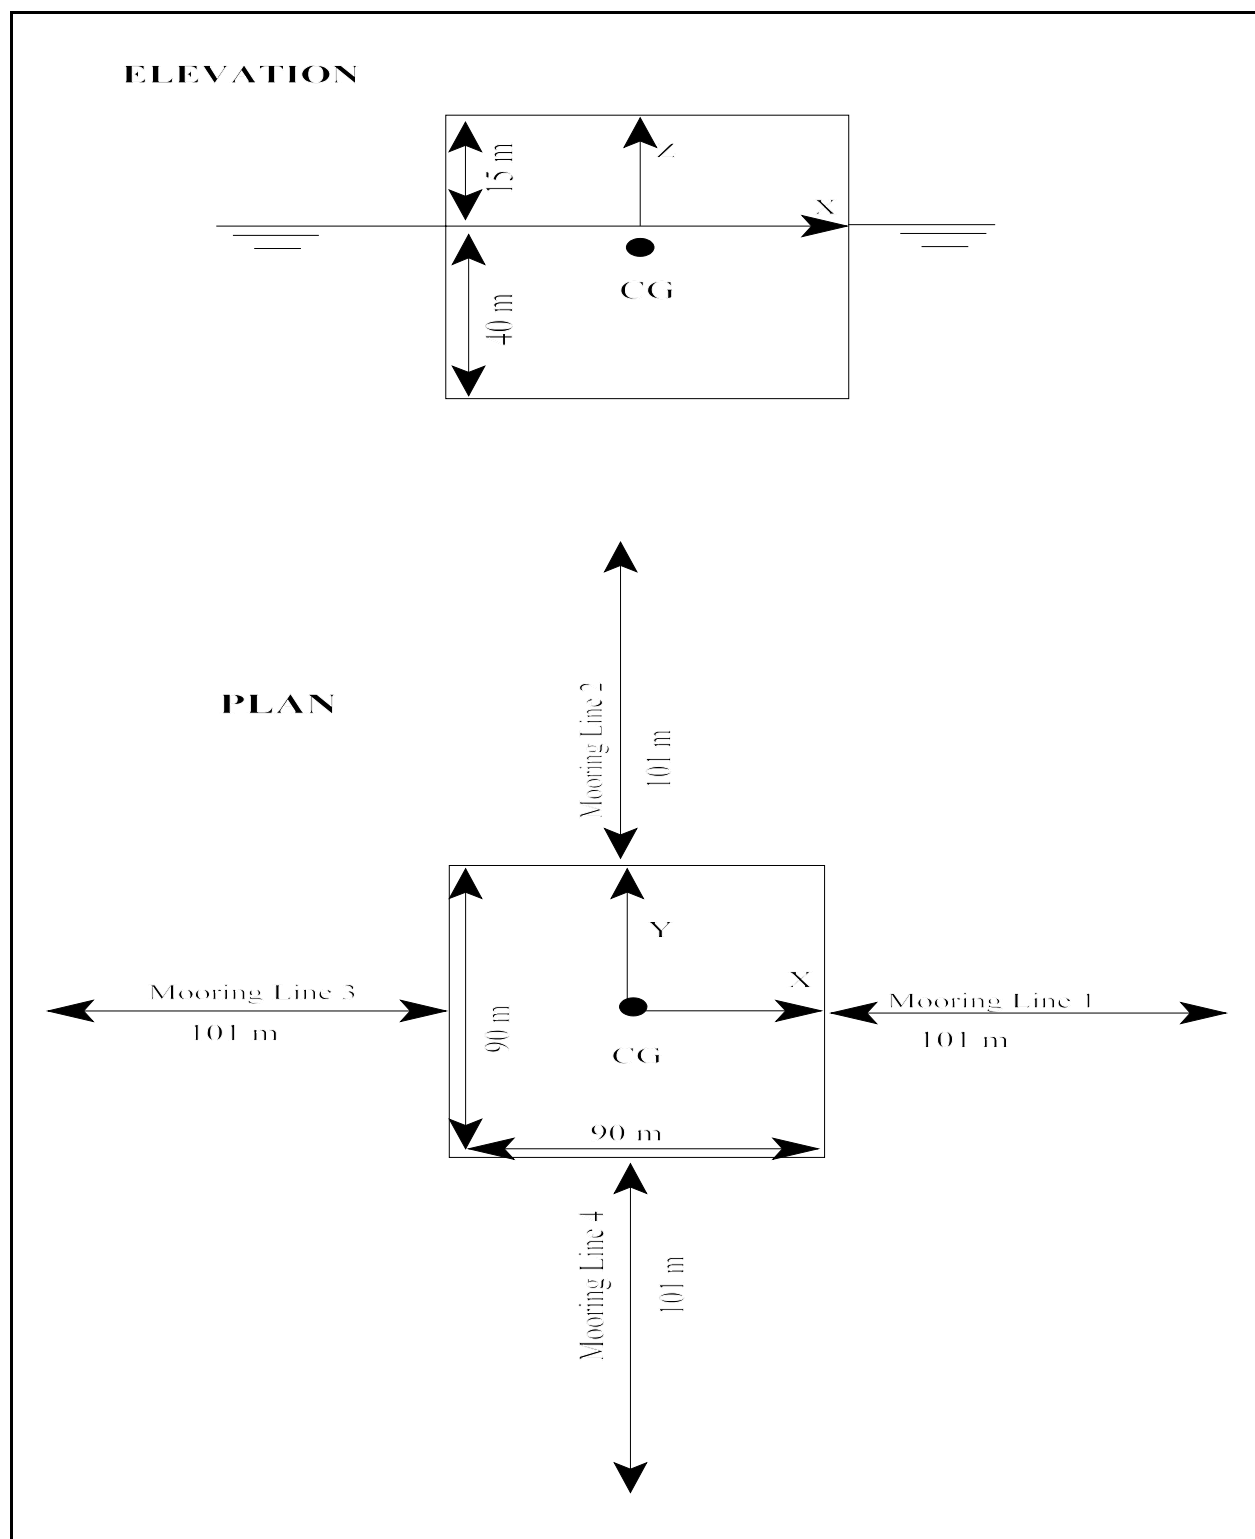 ELEVATION
15 m
Z
X
CG
40 m
PLAN
Mooring Line 2
101 m
Y
X
Mooring Line 3
101 m
90 m
CG
Mooring Line 1
101 m
90 m
Mooring Line 4
101 m